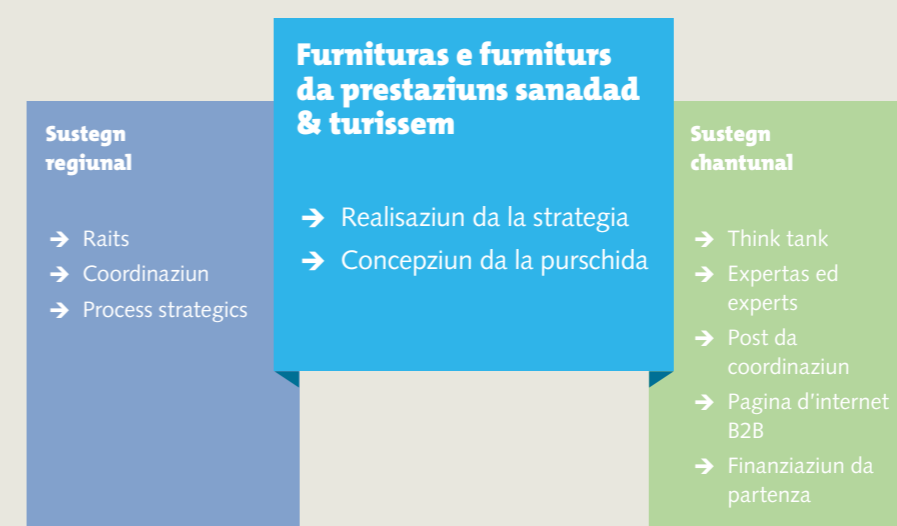 Furnituras e furniturs
da prestaziuns sanadad
& turissem
➔ Realisaziun da la strategia
➔ Concepziun da la purschida
Sustegn
regiunal
➔ Raits
➔ Coordinaziun
➔ Process strategics
Sustegn
chantunal
➔ Think tank
➔ Expertas ed
experts
➔ Post da
coordinaziun
➔ Pagina d'internet
B2B
➔ Finanziaziun da
partenza